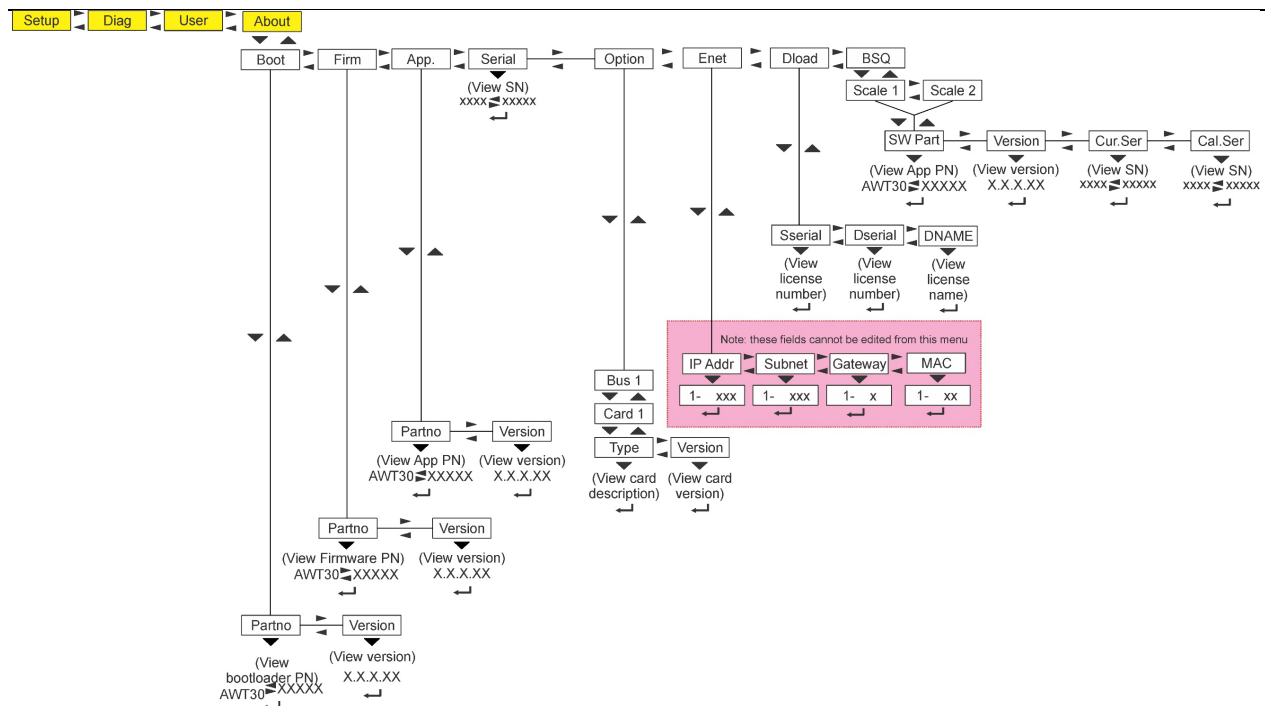 Setup Diag User About
Boot Firm App. Serial Option Enet Dload BSQ
(View SN)
xxxx xxxxx
Scale 1 Scale 2
SW Part Version Cur.Ser Cal.Ser
(View App PN) (View version) (View SN) (View SN)
AWT30 XXXXX X.X.X.XX xxxx xxxxx xxxx xxxxx
Sserial Dserial DNAME
(View
license
number)
(View
license
number)
(View
license
name)
Note: these fields cannot be edited from this menu
IP Addr Subnet Gateway MAC
1- xxx 1- xxx 1- x 1- xx
Bus 1
Card 1
Type Version
(View card
description)
(View card
version)
Partno Version
(View App PN) (View version)
AWT30 XXXXX X.X.X.XX
Partno Version
(View Firmware PN) (View version)
AWT30 XXXXX X.X.X.XX
Partno Version
(View
bootloader PN)
AWT30 XXXXX
(View version)
X.X.X.XX